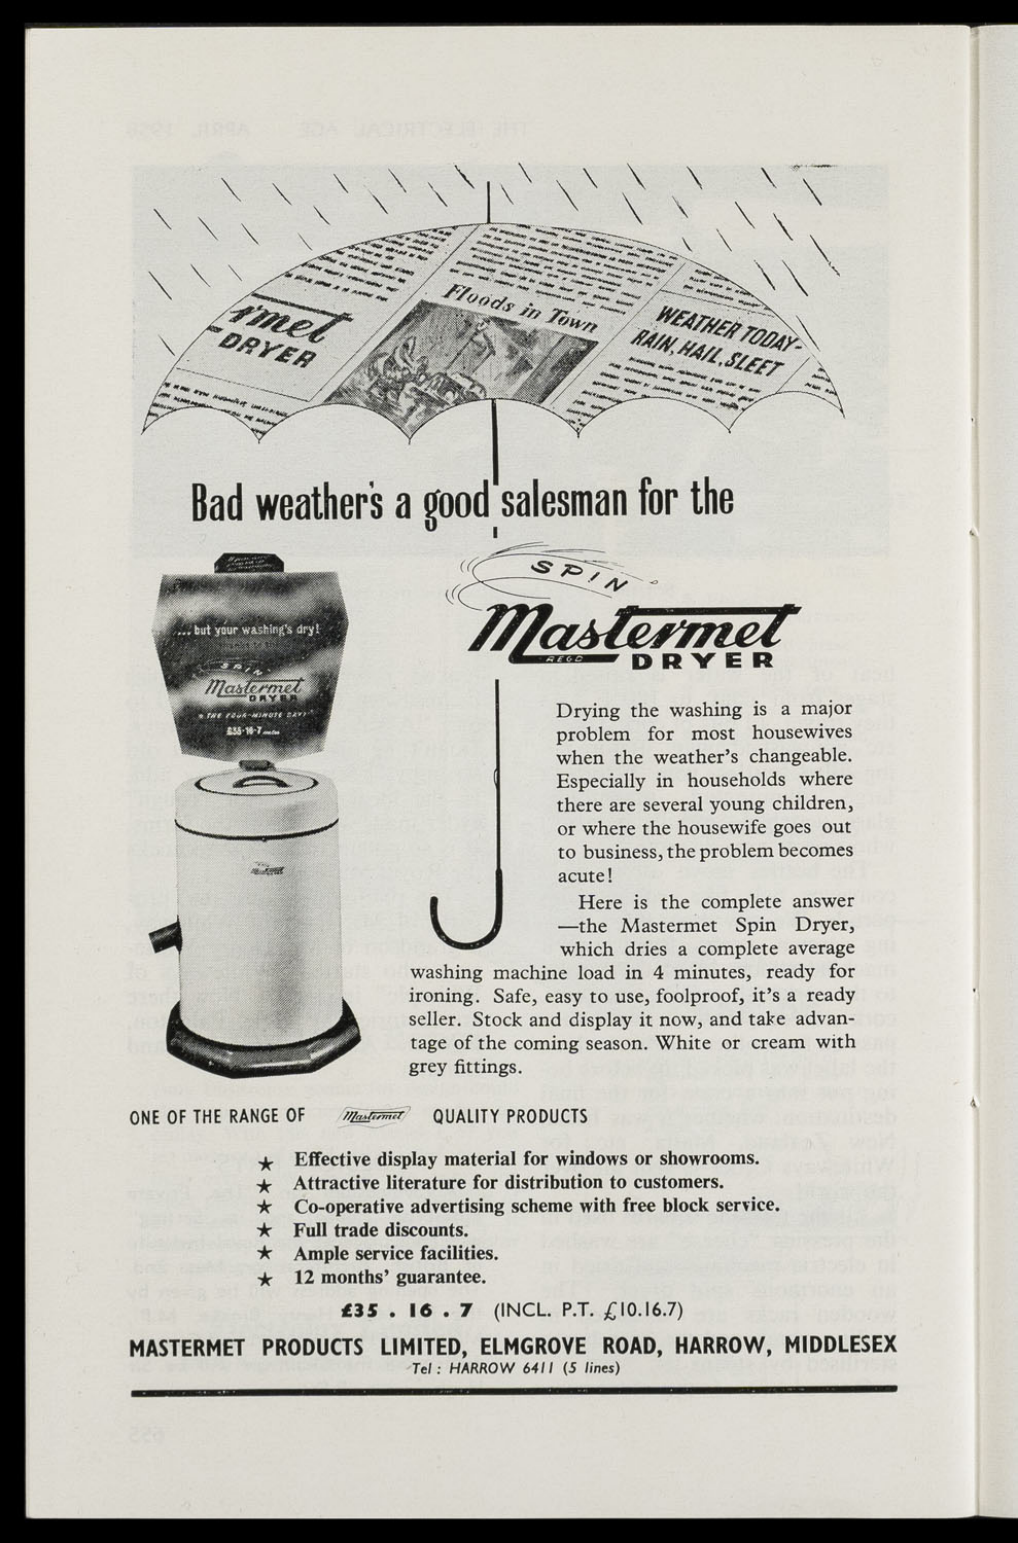 rmet
DRYER
Floods in Town
WEATHER TODAY-
RAIN, HAIL, SLEET
Bad weather's a good salesman for the
SPIN
Mastermet
REGD
DRYER
.... but your washing's dry!
SPIN
Mastermet
DRYER
THE FOUR-MINUTE DRYER
£35·16·7
Drying the washing is a major
problem for most housewives
when the weather's changeable.
Especially in households where
there are several young children,
or where the housewife goes out
to business, the problem becomes
acute!
Here is the complete answer
—the Mastermet Spin Dryer,
which dries a complete average
washing machine load in 4 minutes, ready for
ironing. Safe, easy to use, foolproof, it's a ready
seller. Stock and display it now, and take advan-
tage of the coming season. White or cream with
grey fittings.
ONE OF THE RANGE OF Mastermet QUALITY PRODUCTS
★ Effective display material for windows or showrooms.
★ Attractive literature for distribution to customers.
★ Co-operative advertising scheme with free block service.
★ Full trade discounts.
★ Ample service facilities.
★ 12 months' guarantee.
£35 . 16 . 7 (INCL. P.T. £10.16.7)
MASTERMET PRODUCTS LIMITED, ELMGROVE ROAD, HARROW, MIDDLESEX
Tel : HARROW 6411 (5 lines)